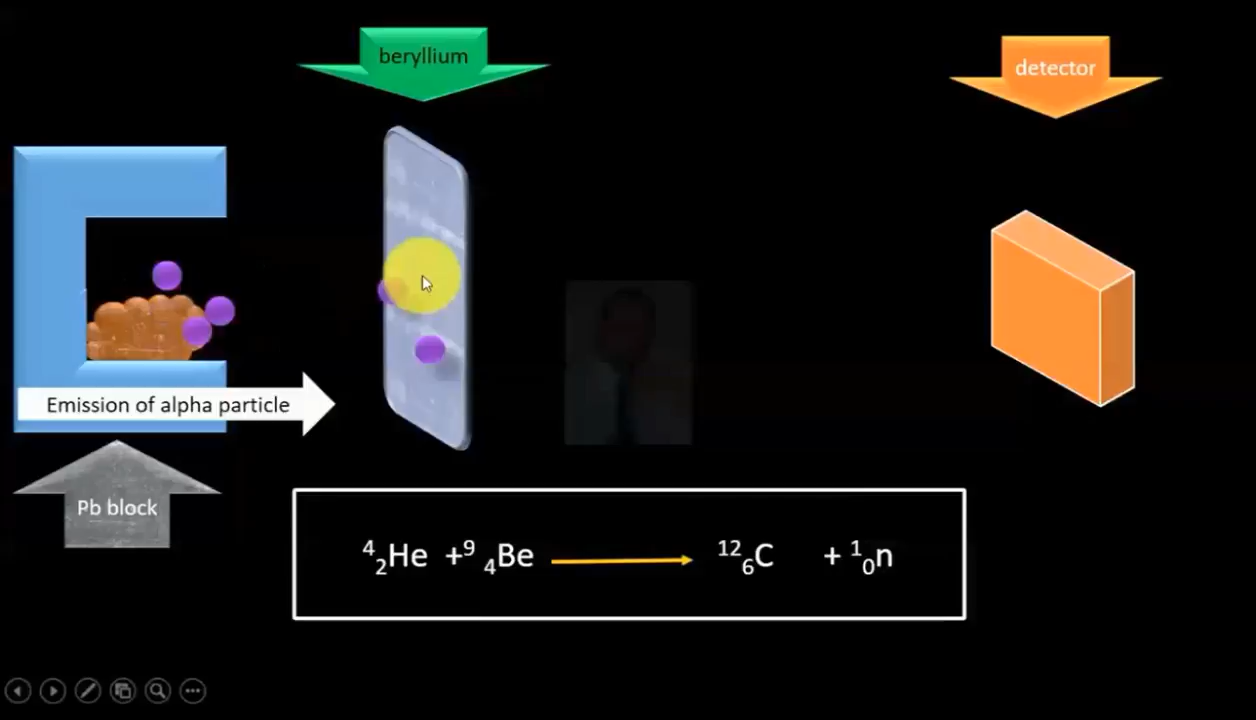 beryllium
detector
Emission of alpha particle
Pb block
⁴₂He +⁹₄Be ⟶ ¹²₆C + ¹₀n